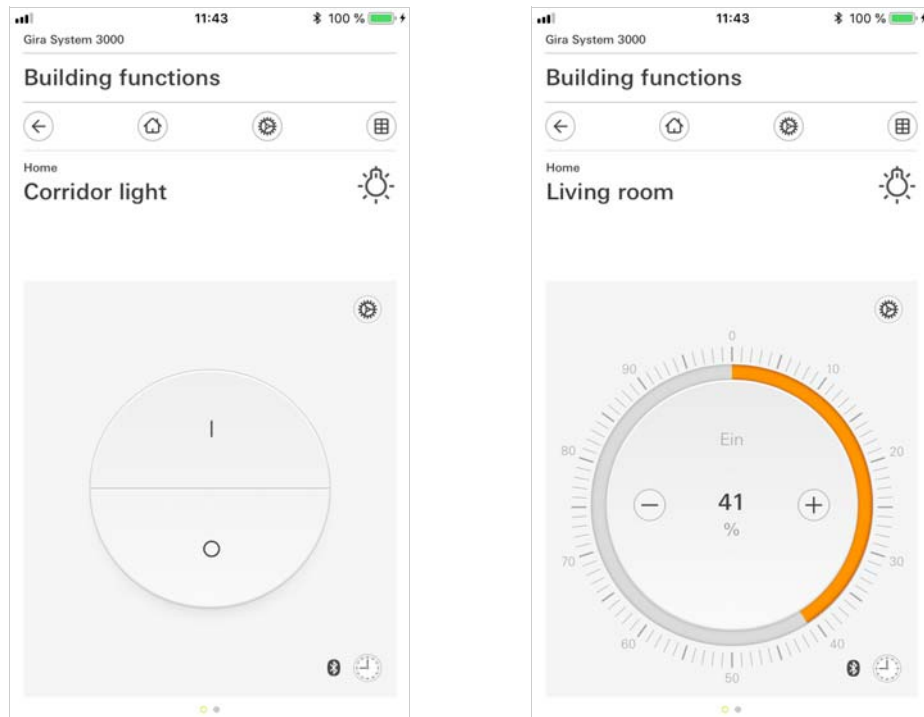 11:43
100 %
Gira System 3000
Building functions
Home
Corridor light
I
O
11:43
100 %
Gira System 3000
Building functions
Home
Living room
0
90
10
Ein
80
20
41
%
70
30
60
40
50